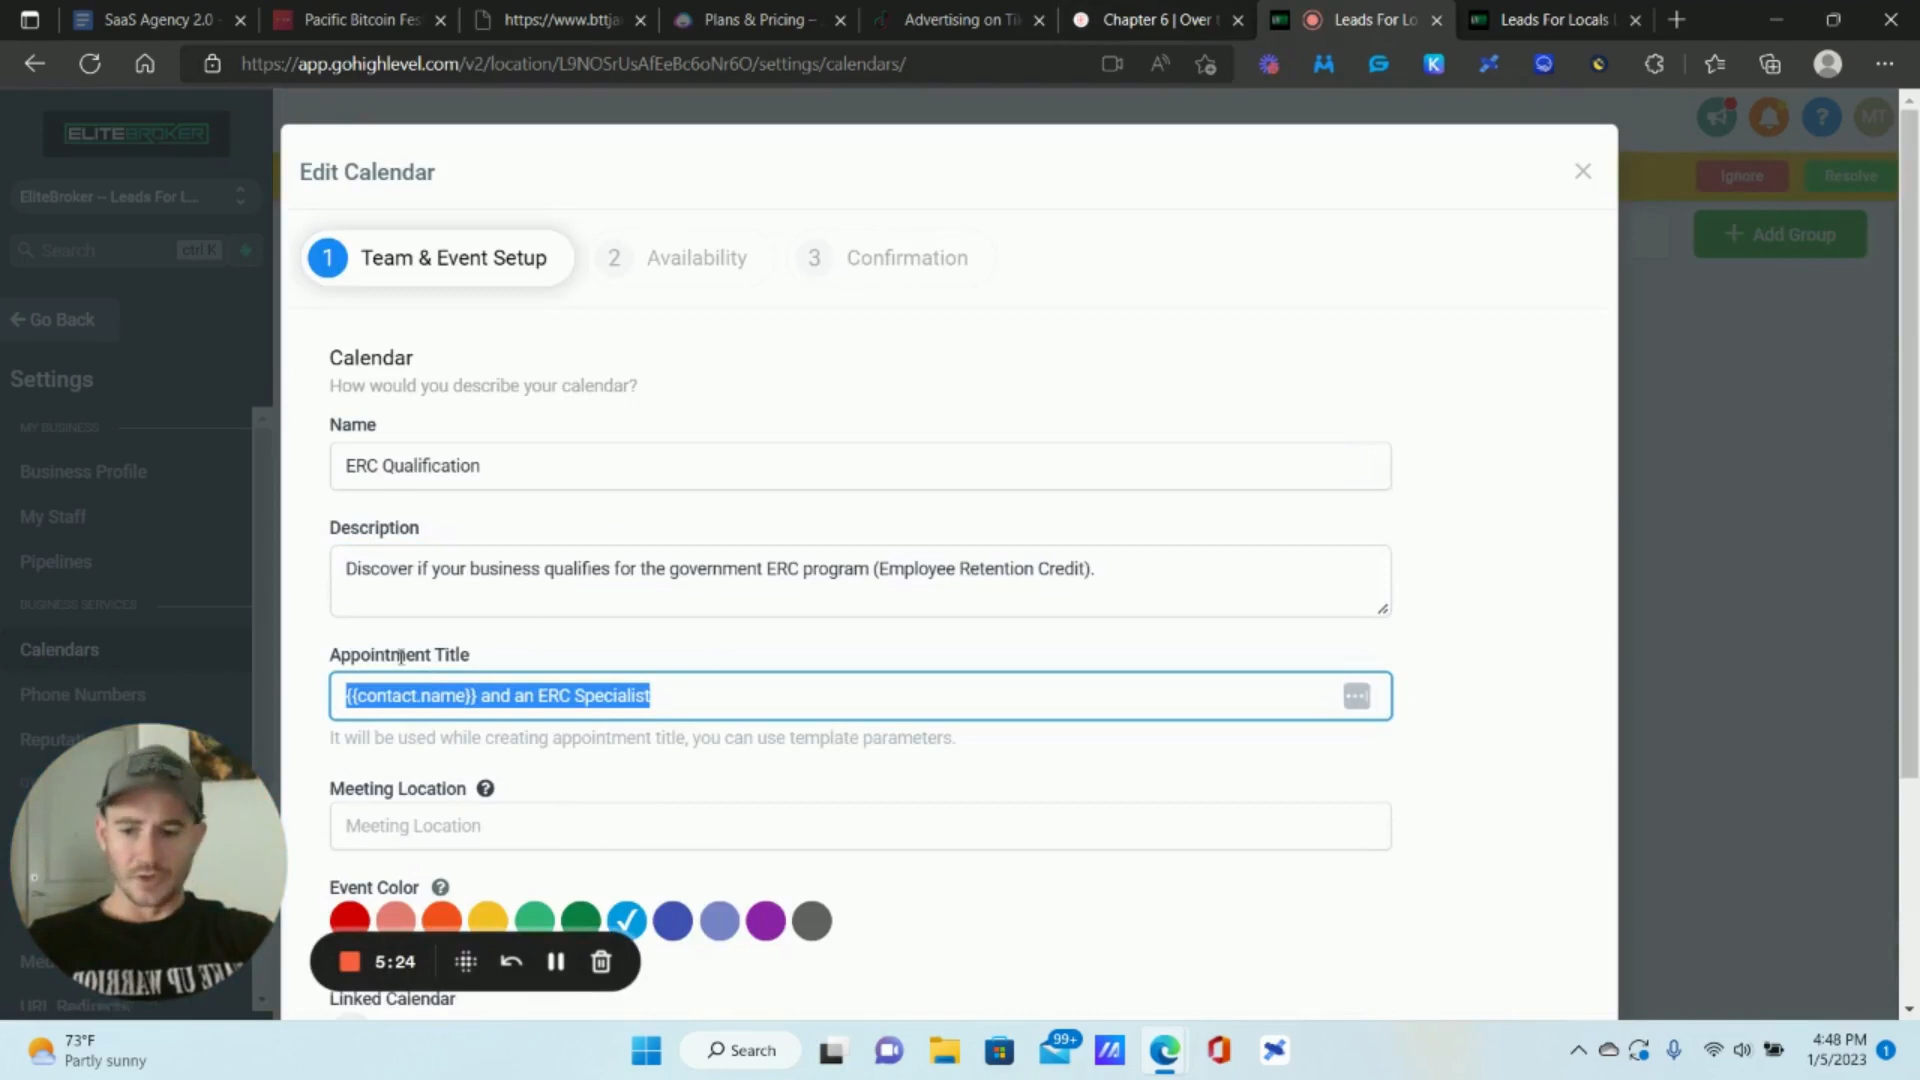 SaaS Agency 2.0 -
Pacific Bitcoin Fes
https://www.bttja
Plans & Pricing –
Advertising on Ti
Chapter 6 | Over t
Leads For Lo
Leads For Locals
https://app.gohighlevel.com/v2/location/L9NOSrUsAfEeBc6oNr6O/settings/calendars/
ELITEBROKER
EliteBroker -- Leads For L...
Search
ctrl K
Go Back
Settings
MY BUSINESS
Business Profile
My Staff
Pipelines
BUSINESS SERVICES
Calendars
Phone Numbers
Reputa
Med
URL Redirects
MT
Ignore
Resolve
Add Group
Edit Calendar
1 Team & Event Setup
2 Availability
3 Confirmation
Calendar
How would you describe your calendar?
Name
ERC Qualification
Description
Discover if your business qualifies for the government ERC program (Employee Retention Credit).
Appointment Title
{{contact.name}} and an ERC Specialist
It will be used while creating appointment title, you can use template parameters.
Meeting Location
Meeting Location
Event Color
5:24
Linked Calendar
WAKE UP WARRIOR
73°F
Partly sunny
Search
99+
4:48 PM
1/5/2023
1